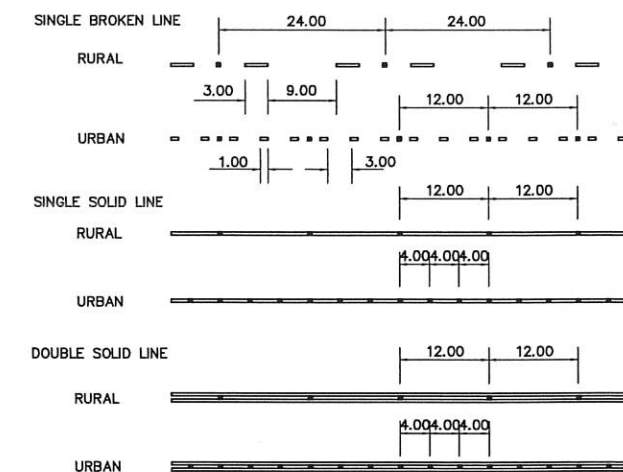 SINGLE BROKEN LINE
24.00 24.00
RURAL
3.00 9.00
12.00 12.00
URBAN
1.00 3.00
12.00 12.00
SINGLE SOLID LINE
RURAL
4.00 4.00 4.00
URBAN
DOUBLE SOLID LINE
12.00 12.00
RURAL
4.00 4.00 4.00
URBAN